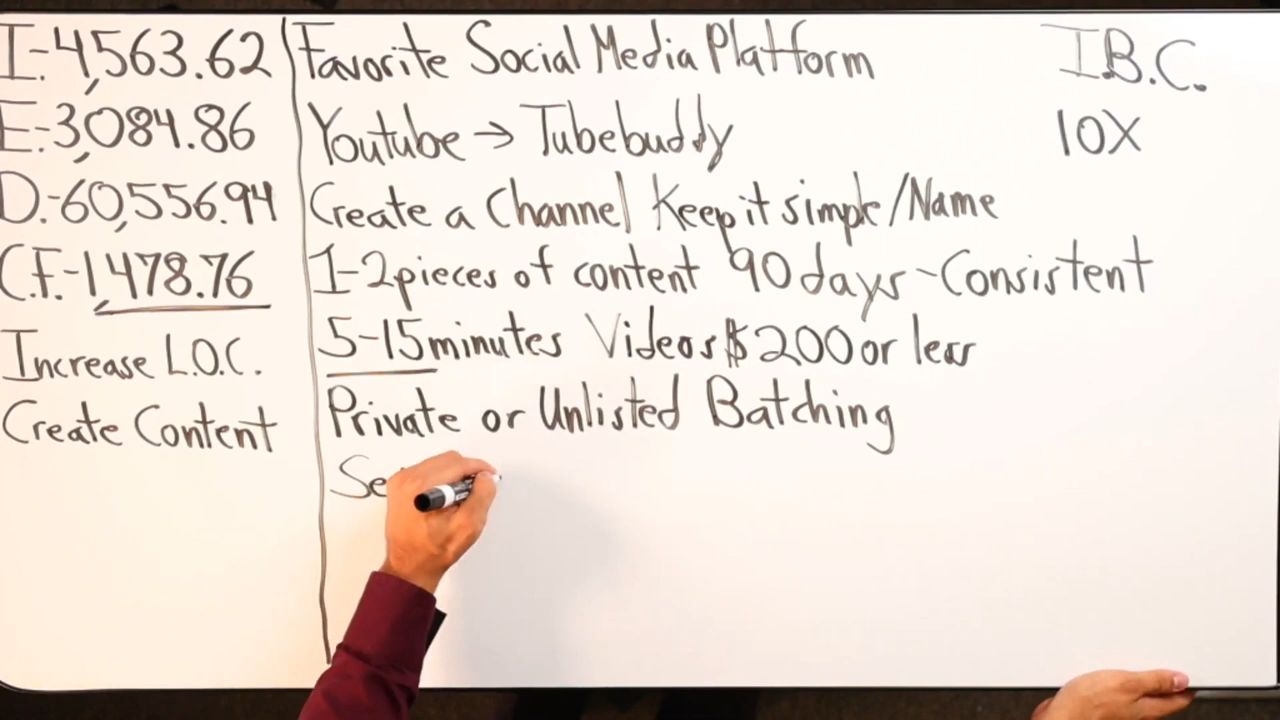 I.-4,563.62
E.-3,084.86
D.-60,556.94
C.F.-1,478.76
Increase L.O.C.
Create Content
Favorite Social Media Platform
Youtube → Tubebuddy
Create a Channel Keep it simple/Name
1-2 pieces of content 90 days - Consistent
5-15 minutes Videos $200 or less
Private or Unlisted Batching
Se
I.B.C.
10X